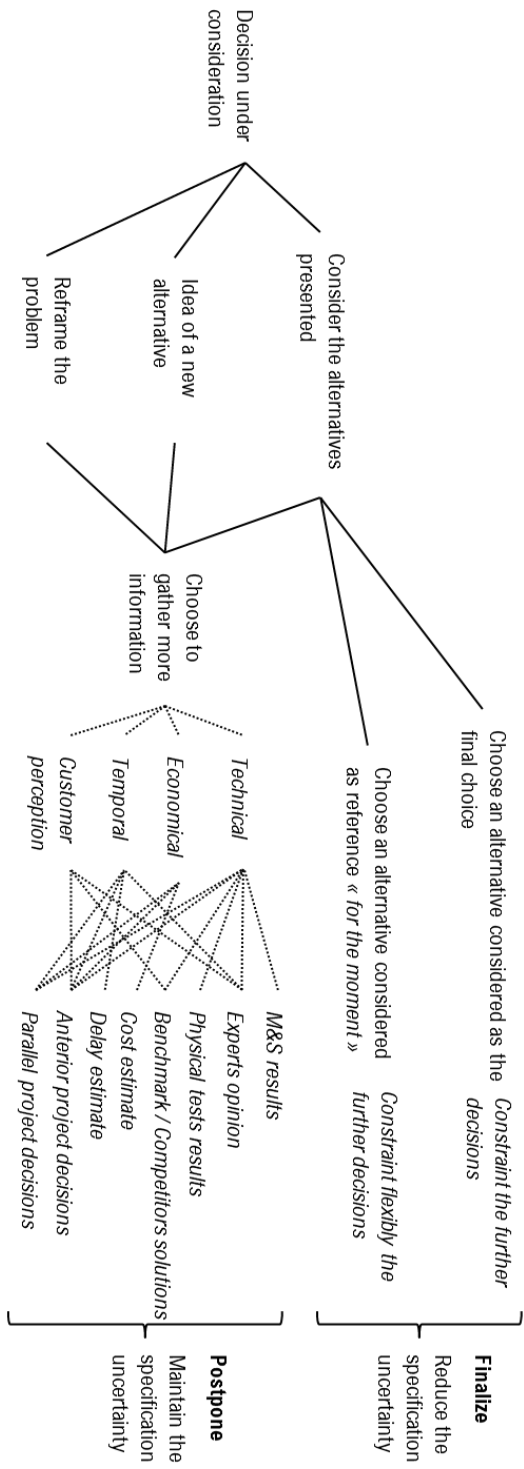 Decision under
consideration
Consider the alternatives
presented
Idea of a new
alternative
Reframe the
problem
Choose an alternative considered as the
final choice
Choose an alternative considered
as reference « for the moment »
Choose to
gather more
information
Constraint the further
decisions
Constraint flexibly the
further decisions
Technical
Economical
Temporal
Customer
perception
M&S results
Experts opinion
Physical tests results
Benchmark / Competitors solutions
Cost estimate
Delay estimate
Anterior project decisions
Parallel project decisions
Finalize
Reduce the
specification
uncertainty
Postpone
Maintain the
specification
uncertainty